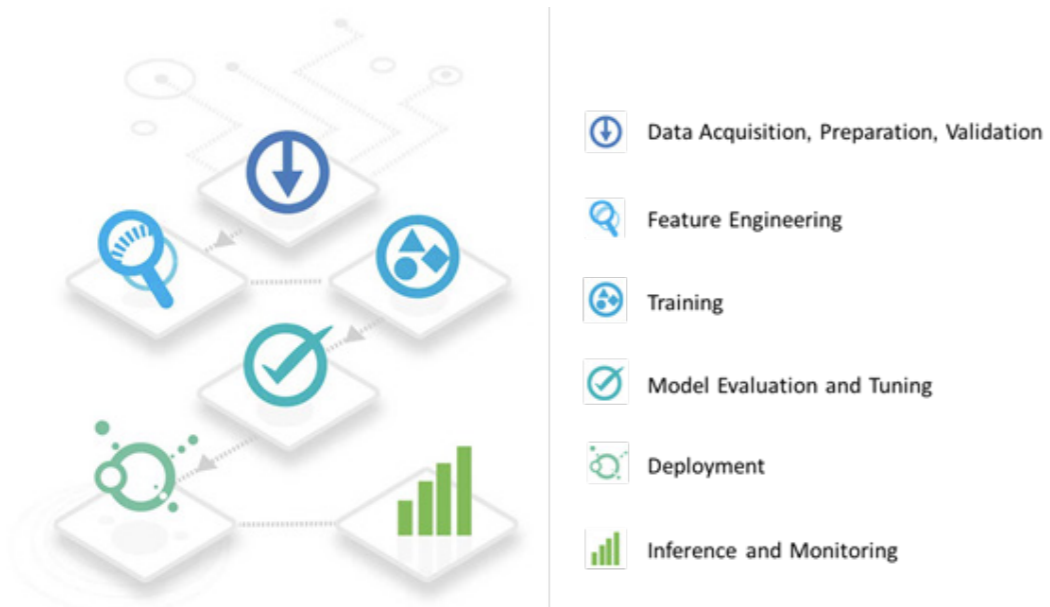 Data Acquisition, Preparation, Validation
Feature Engineering
Training
Model Evaluation and Tuning
Deployment
Inference and Monitoring